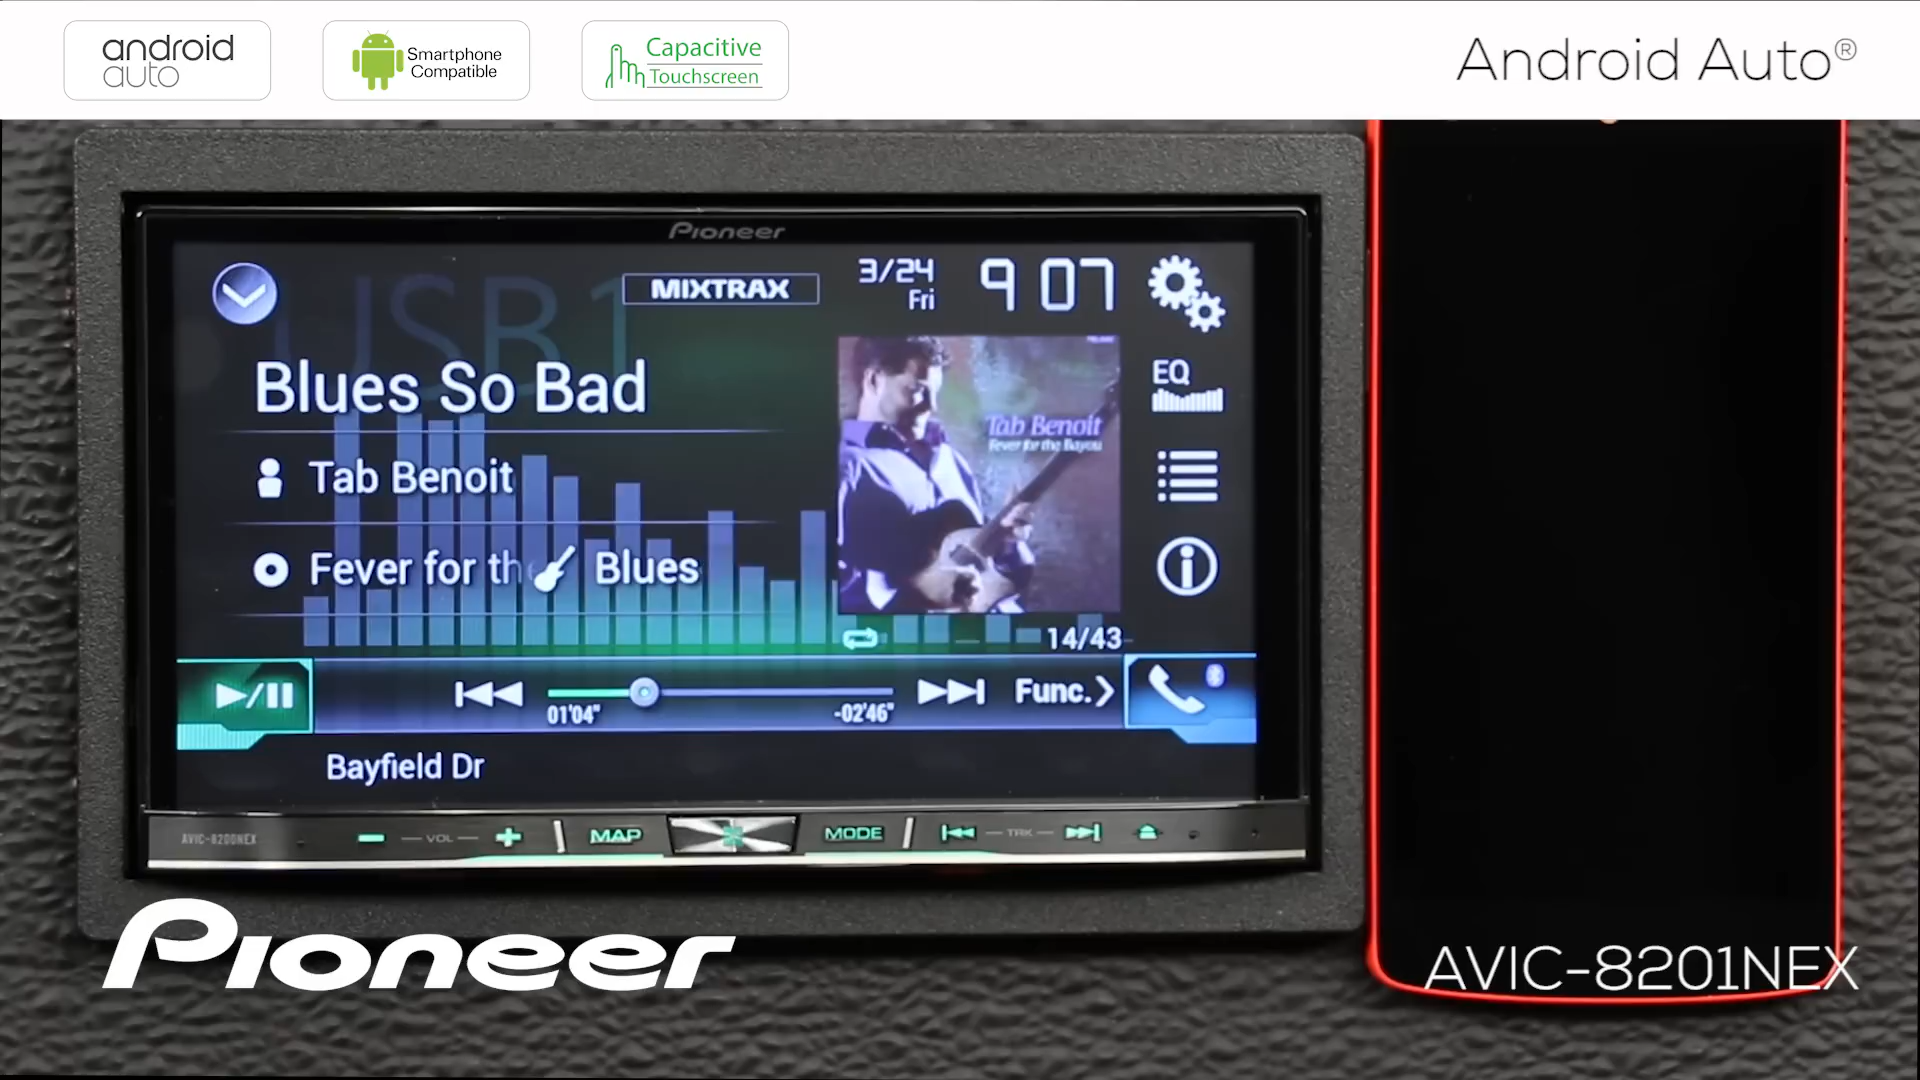 android
auto
Smartphone
Compatible
Capacitive
Touchscreen
Android Auto®
Pioneer
USB1
MIXTRAX
3/24
Fri
9 07
Blues So Bad
EQ
Tab Benoit
Fever for the Bayou
Tab Benoit
Fever for th
Blues
14/43
01'04"
-02'46"
Func.
Bayfield Dr
AVIC-8200NEX
VOL
MAP
MODE
TRK
Pioneer
AVIC-8201NEX